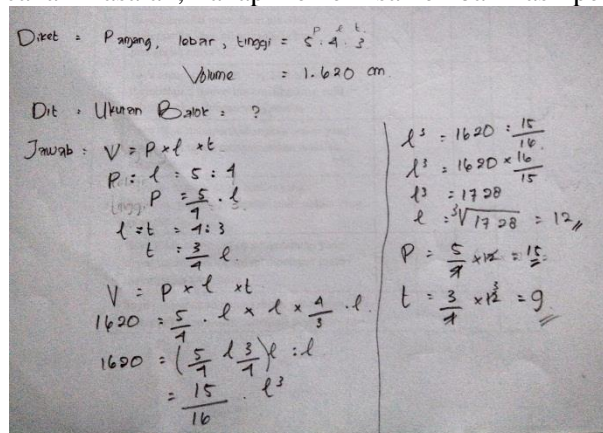 p l t
Diket : Panjang, lebar, tinggi = 5 . 4 . 3
Volume = 1.620 cm
Dit : Ukuran Balok : ?
Jawab : V = P × l × t
P : l = 5 : 4
P = 5/4 . l
l : t = 4 : 3
t : 3/4 l.
V = P × l × t
1620 = 5/4 . l × l × 4/3 . l
1620 = (5/4 l 3/4) l : l
= 15/16 . l³
l³ = 1620 : 15/16
l³ = 1620 × 16/15
l³ = 1728
l = ³√1728 = 12
P = 5/4 × 12 = 15
t = 3/4 × 12 3 = 9